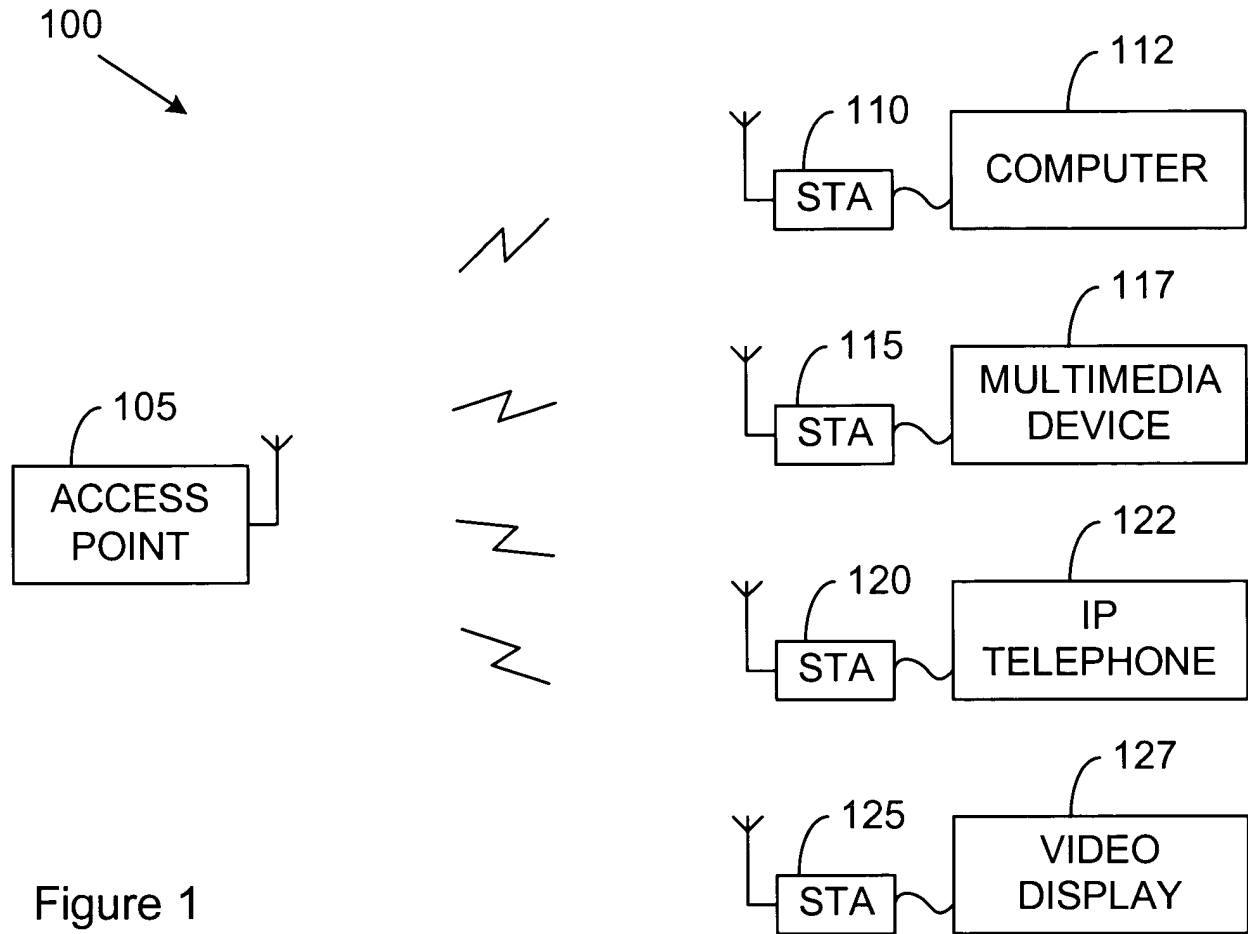 100
112
110
COMPUTER
STA
117
115
MULTIMEDIA
DEVICE
STA
105
ACCESS
POINT
122
120
IP
TELEPHONE
STA
127
125
VIDEO
DISPLAY
STA
Figure 1